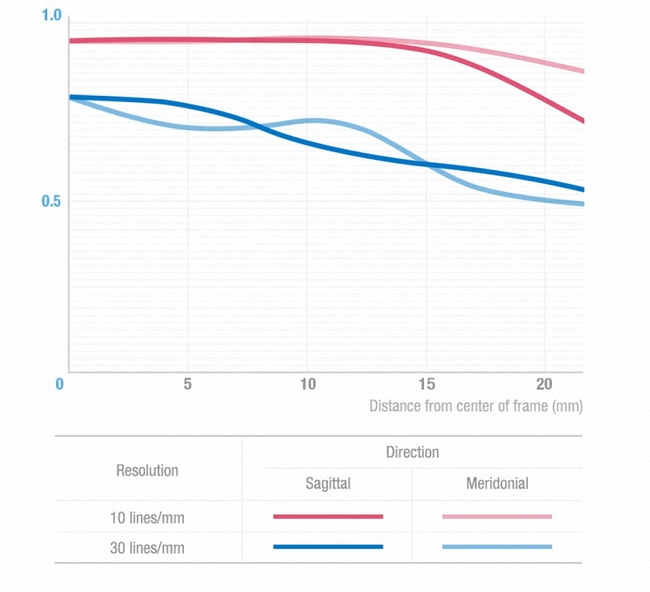 1.0
0.5
0 5 10 15 20
Distance from center of frame (mm)
Direction
Resolution
Sagittal Meridonial
10 lines/mm
30 lines/mm